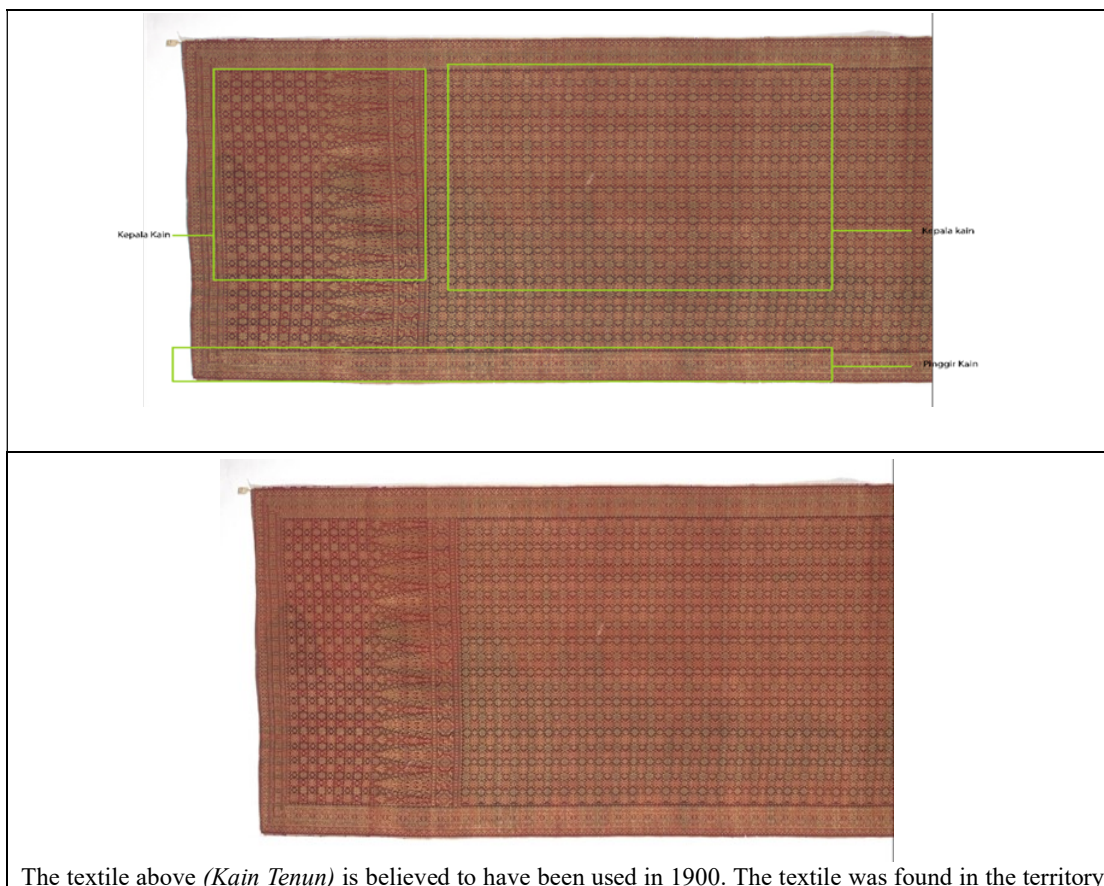 Kepala Kain
Kepala kain
Pinggir Kain
The textile above (Kain Tenun) is believed to have been used in 1900. The textile was found in the territory